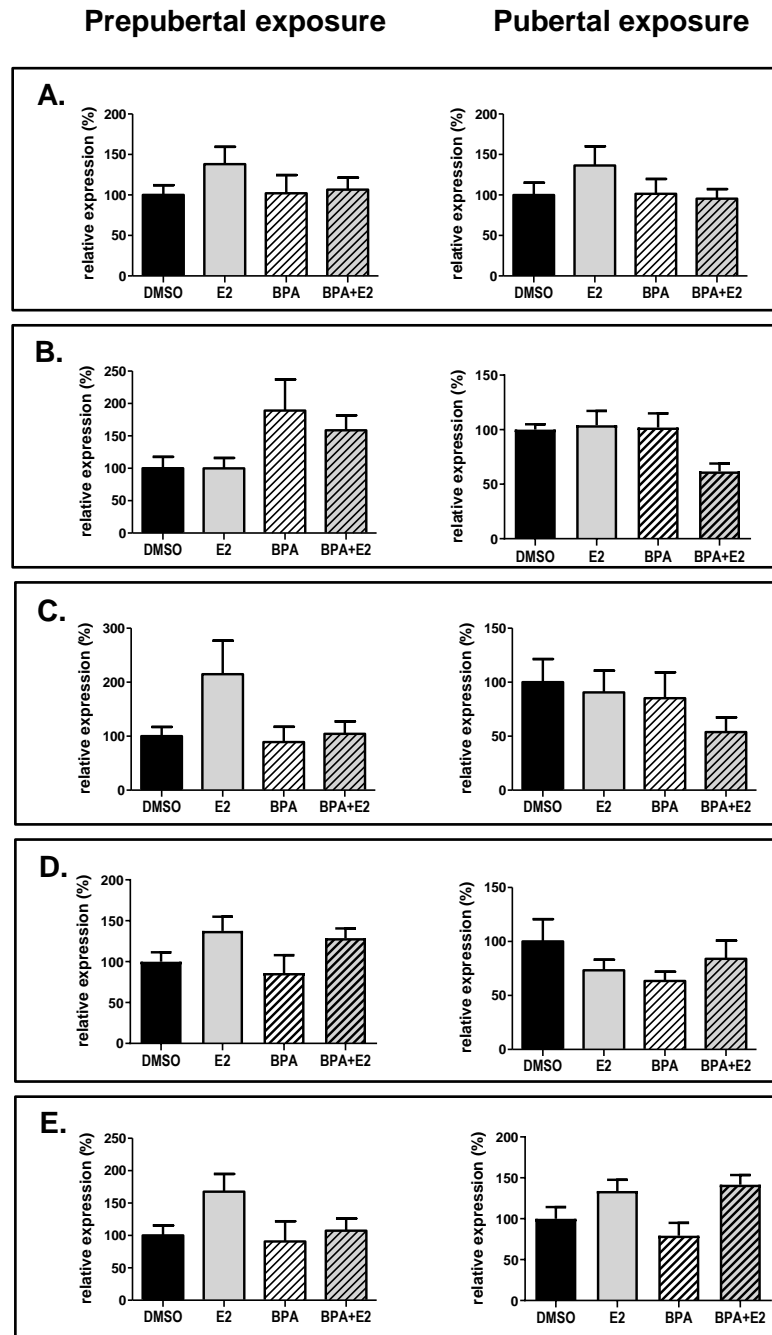 Prepubertal exposure
Pubertal exposure
A.
relative expression (%)
200
150
100
50
0
DMSO E2 BPA BPA+E2
relative expression (%)
200
150
100
50
0
DMSO E2 BPA BPA+E2
B.
relative expression (%)
250
200
150
100
50
0
DMSO E2 BPA BPA+E2
relative expression (%)
150
100
50
0
DMSO E2 BPA BPA+E2
C.
relative expression (%)
300
200
100
0
DMSO E2 BPA BPA+E2
relative expression (%)
150
100
50
0
DMSO E2 BPA BPA+E2
D.
relative expression (%)
200
150
100
50
0
DMSO E2 BPA BPA+E2
relative expression (%)
150
100
50
0
DMSO E2 BPA BPA+E2
E.
relative expression (%)
250
200
150
100
50
0
DMSO E2 BPA BPA+E2
relative expression (%)
200
150
100
50
0
DMSO E2 BPA BPA+E2